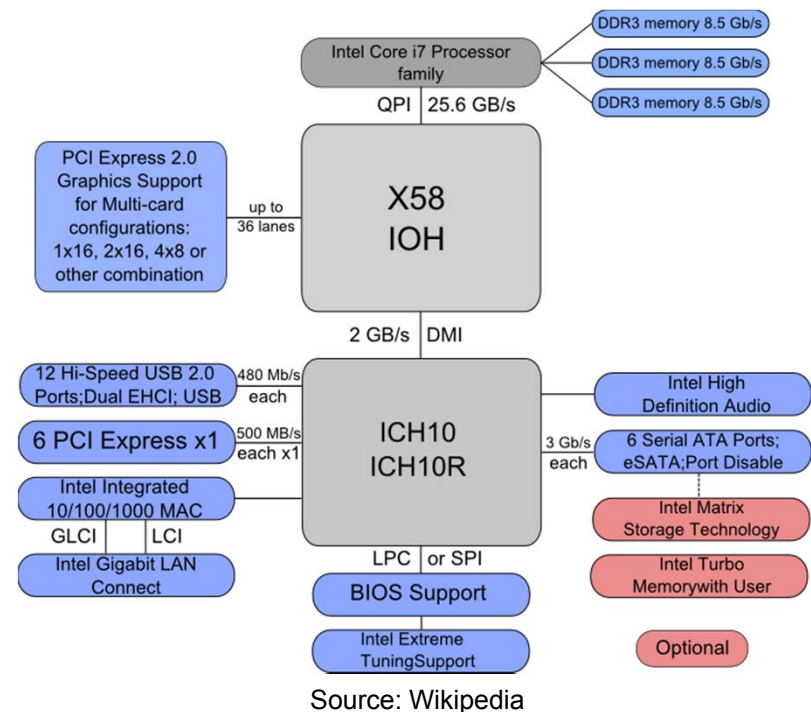 DDR3 memory 8.5 Gb/s
Intel Core i7 Processor
family
DDR3 memory 8.5 Gb/s
DDR3 memory 8.5 Gb/s
QPI 25.6 GB/s
PCI Express 2.0
Graphics Support
for Multi-card
configurations:
1x16, 2x16, 4x8 or
other combination
up to
36 lanes
X58
IOH
2 GB/s DMI
12 Hi-Speed USB 2.0
Ports;Dual EHCI; USB
480 Mb/s
each
6 PCI Express x1
500 MB/s
each x1
Intel Integrated
10/100/1000 MAC
GLCI LCI
Intel Gigabit LAN
Connect
ICH10
ICH10R
Intel High
Definition Audio
3 Gb/s
each
6 Serial ATA Ports;
eSATA;Port Disable
Intel Matrix
Storage Technology
Intel Turbo
Memorywith User
LPC or SPI
BIOS Support
Intel Extreme
TuningSupport
Optional
Source: Wikipedia